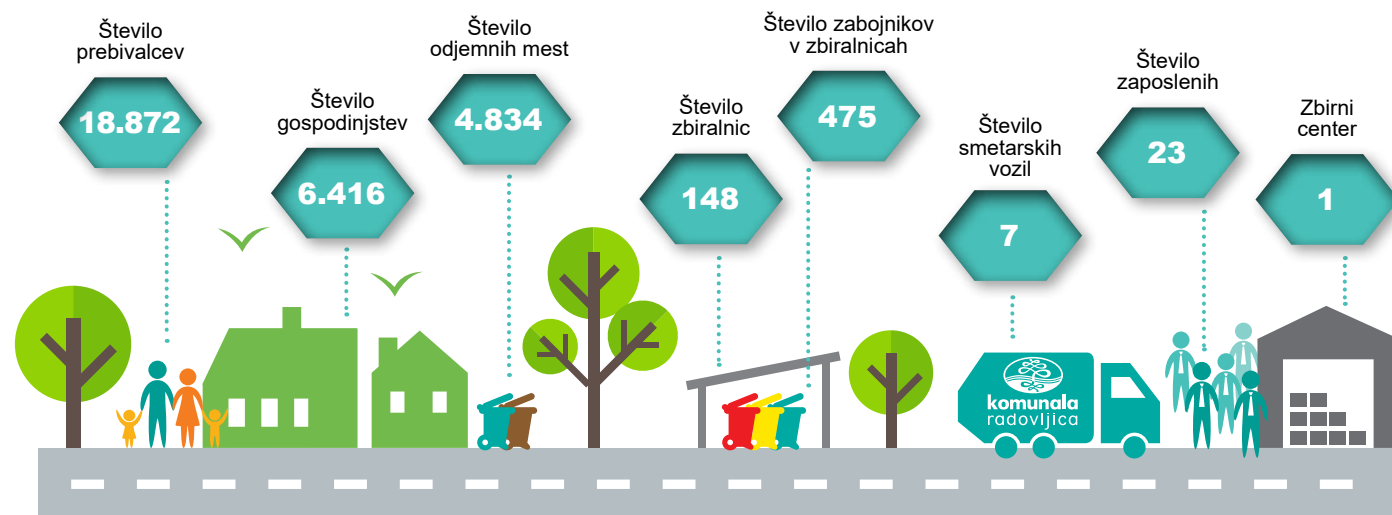 Število
prebivalcev
18.872
Število
gospodinjstev
6.416
Število
odjemnih mest
4.834
Število
zbiralnic
148
Število zabojnikov
v zbiralnicah
475
Število
smetarskih
vozil
7
Število
zaposlenih
23
Zbirni
center
1
komunala
radovljica